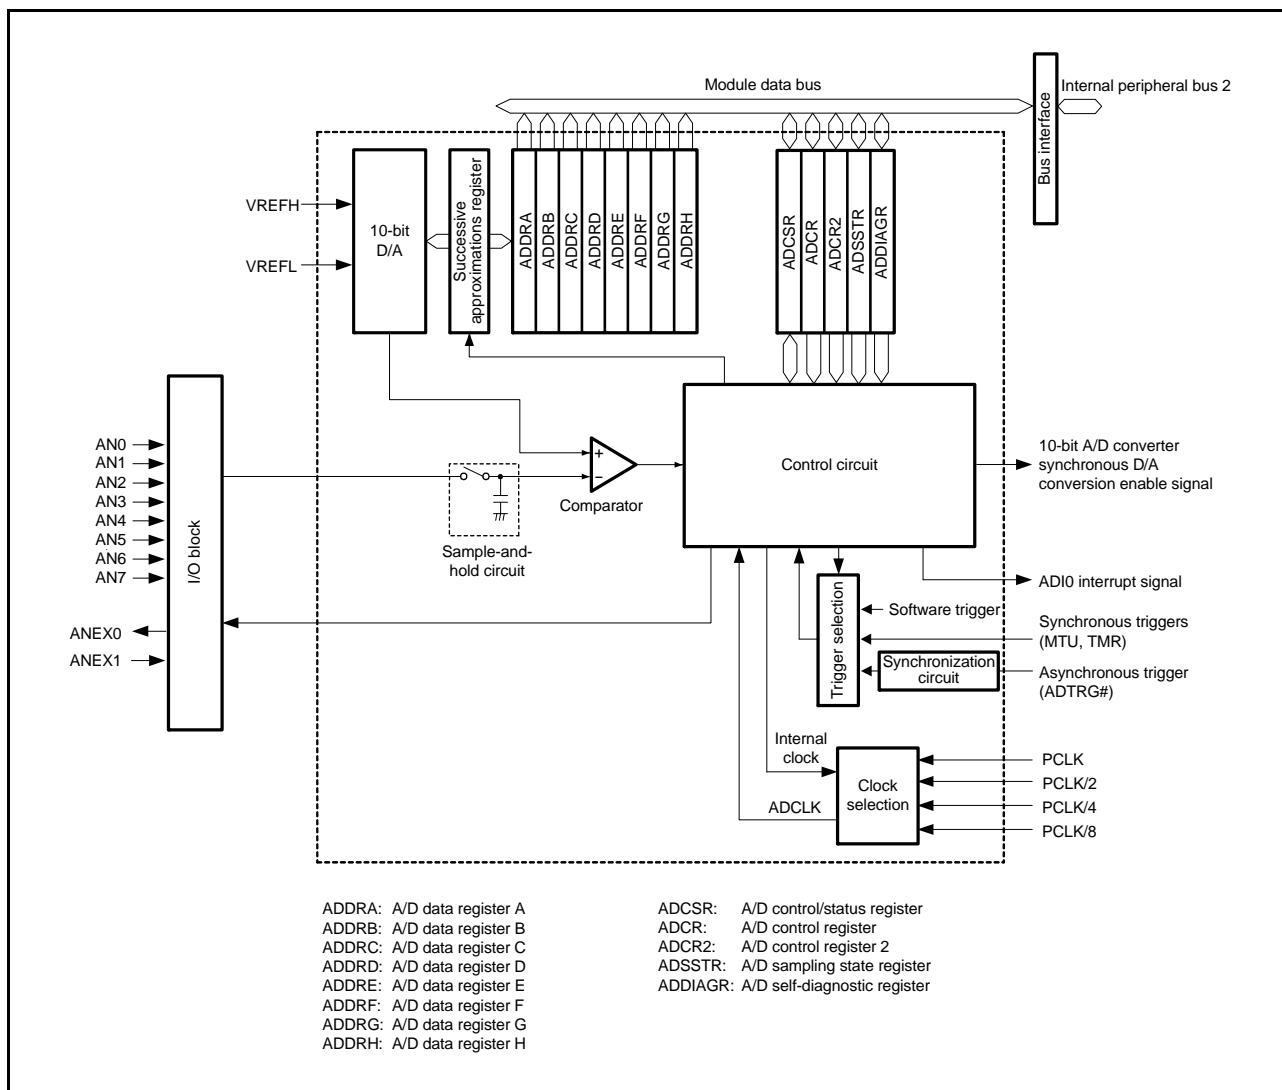 Module data bus
Internal peripheral bus 2
Bus interface
VREFH
VREFL
10-bit
D/A
Successive
approximations register
ADDRA
ADDRB
ADDRC
ADDRD
ADDRE
ADDRF
ADDRG
ADDRH
ADCSR
ADCR
ADCR2
ADSSTR
ADDIAGR
AN0
AN1
AN2
AN3
AN4
AN5
AN6
AN7
ANEX0
ANEX1
I/O block
Sample-and-
hold circuit
+
−
Comparator
Control circuit
10-bit A/D converter
synchronous D/A
conversion enable signal
ADI0 interrupt signal
Trigger selection
Software trigger
Synchronous triggers
(MTU, TMR)
Synchronization
circuit
Asynchronous trigger
(ADTRG#)
Internal
clock
ADCLK
Clock
selection
PCLK
PCLK/2
PCLK/4
PCLK/8
ADDRA: A/D data register A
ADDRB: A/D data register B
ADDRC: A/D data register C
ADDRD: A/D data register D
ADDRE: A/D data register E
ADDRF: A/D data register F
ADDRG: A/D data register G
ADDRH: A/D data register H
ADCSR: A/D control/status register
ADCR: A/D control register
ADCR2: A/D control register 2
ADSSTR: A/D sampling state register
ADDIAGR: A/D self-diagnostic register